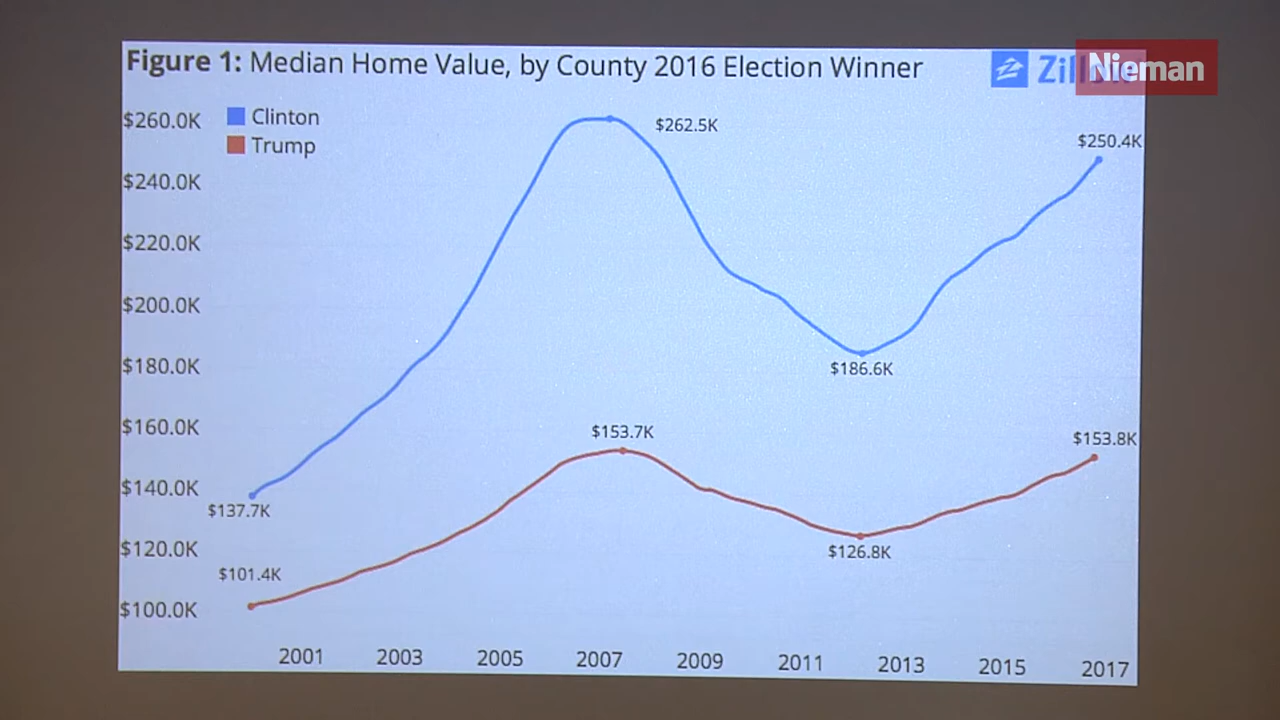 Figure 1: Median Home Value, by County 2016 Election Winner
Nieman
$260.0K
Clinton
Trump
$262.5K
$250.4K
$240.0K
$220.0K
$200.0K
$180.0K
$186.6K
$160.0K
$153.7K
$153.8K
$140.0K
$137.7K
$120.0K
$126.8K
$101.4K
$100.0K
2001 2003 2005 2007 2009 2011 2013 2015 2017